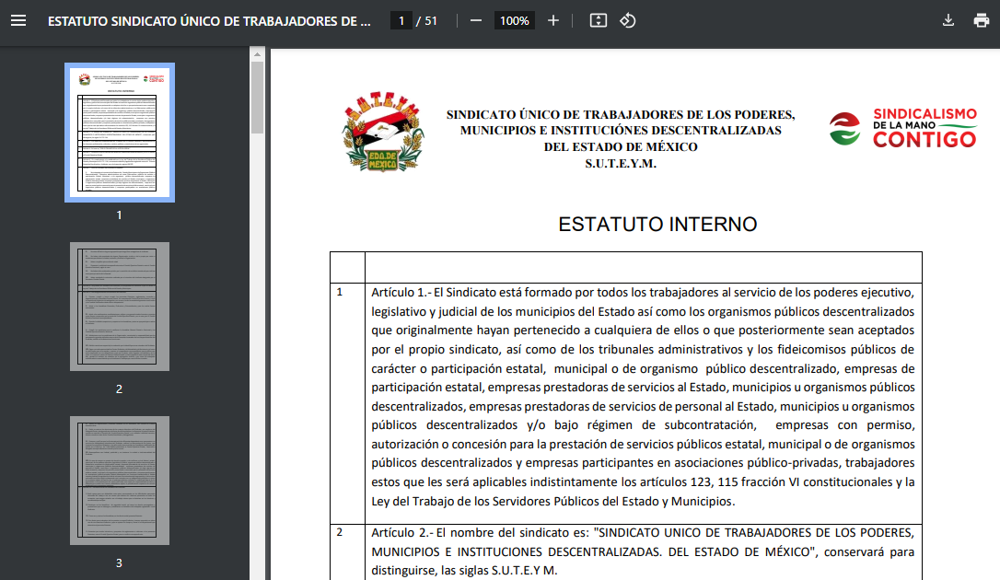 ESTATUTO SINDICATO ÚNICO DE TRABAJADORES DE ...
1 / 51
100%
1
2
3
S.U.T.E.Y.M.
EDO.DE
MEXICO
SINDICATO ÚNICO DE TRABAJADORES DE LOS PODERES,
MUNICIPIOS E INSTITUCIÓNES DESCENTRALIZADAS
DEL ESTADO DE MÉXICO
S.U.T.E.Y.M.
SINDICALISMO
DE LA MANO
CONTIGO
ESTATUTO INTERNO
1
Artículo 1.- El Sindicato está formado por todos los trabajadores al servicio de los poderes ejecutivo,
legislativo y judicial de los municipios del Estado así como los organismos públicos descentralizados
que originalmente hayan pertenecido a cualquiera de ellos o que posteriormente sean aceptados
por el propio sindicato, así como de los tribunales administrativos y los fideicomisos públicos de
carácter o participación estatal, municipal o de organismo público descentralizado, empresas de
participación estatal, empresas prestadoras de servicios al Estado, municipios u organismos públicos
descentralizados, empresas prestadoras de servicios de personal al Estado, municipios u organismos
públicos descentralizados y/o bajo régimen de subcontratación, empresas con permiso,
autorización o concesión para la prestación de servicios públicos estatal, municipal o de organismos
públicos descentralizados y empresas participantes en asociaciones público-privadas, trabajadores
estos que les será aplicables indistintamente los artículos 123, 115 fracción VI constitucionales y la
Ley del Trabajo de los Servidores Públicos del Estado y Municipios.
2
Artículo 2.- El nombre del sindicato es: "SINDICATO UNICO DE TRABAJADORES DE LOS PODERES,
MUNICIPIOS E INSTITUCIONES DESCENTRALIZADAS. DEL ESTADO DE MÉXICO", conservará para
distinguirse, las siglas S.U.T.E.Y M.